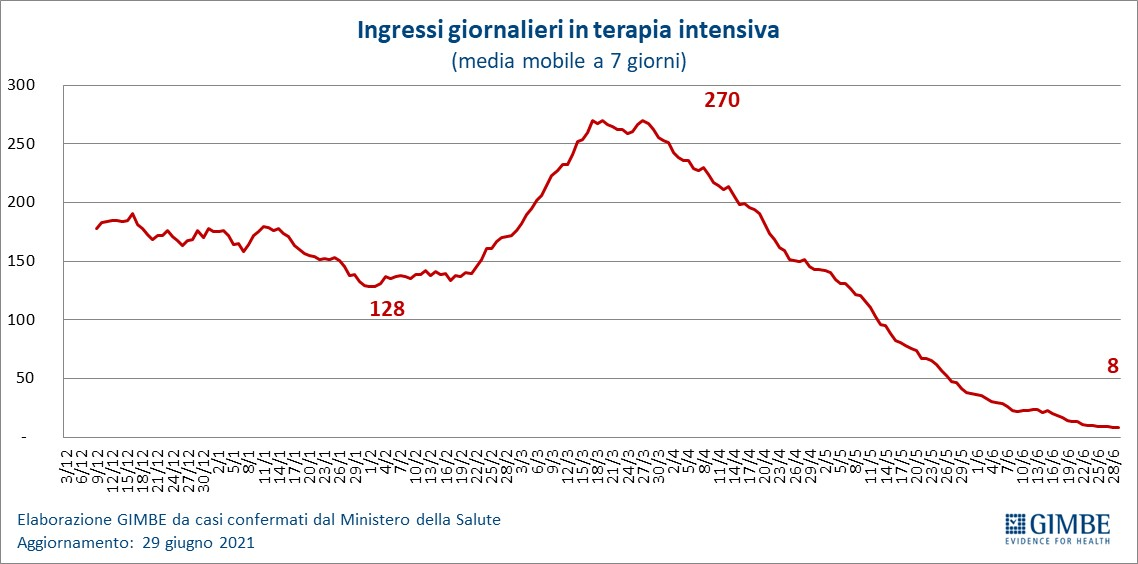 Ingressi giornalieri in terapia intensiva
(media mobile a 7 giorni)
300
250
200
150
100
50
-
270
128
8
3/12 6/12 9/12 12/12 15/12 18/12 21/12 24/12 27/12 30/12 2/1 5/1 8/1 11/1 14/1 17/1 20/1 23/1 26/1 29/1 1/2 4/2 7/2 10/2 13/2 16/2 19/2 22/2 25/2 28/2 3/3 6/3 9/3 12/3 15/3 18/3 21/3 24/3 27/3 30/3 2/4 5/4 8/4 11/4 14/4 17/4 20/4 23/4 26/4 29/4 2/5 5/5 8/5 11/5 14/5 17/5 20/5 23/5 26/5 29/5 1/6 4/6 7/6 10/6 13/6 16/6 19/6 22/6 25/6 28/6
Elaborazione GIMBE da casi confermati dal Ministero della Salute
Aggiornamento: 29 giugno 2021
GIMBE
EVIDENCE FOR HEALTH